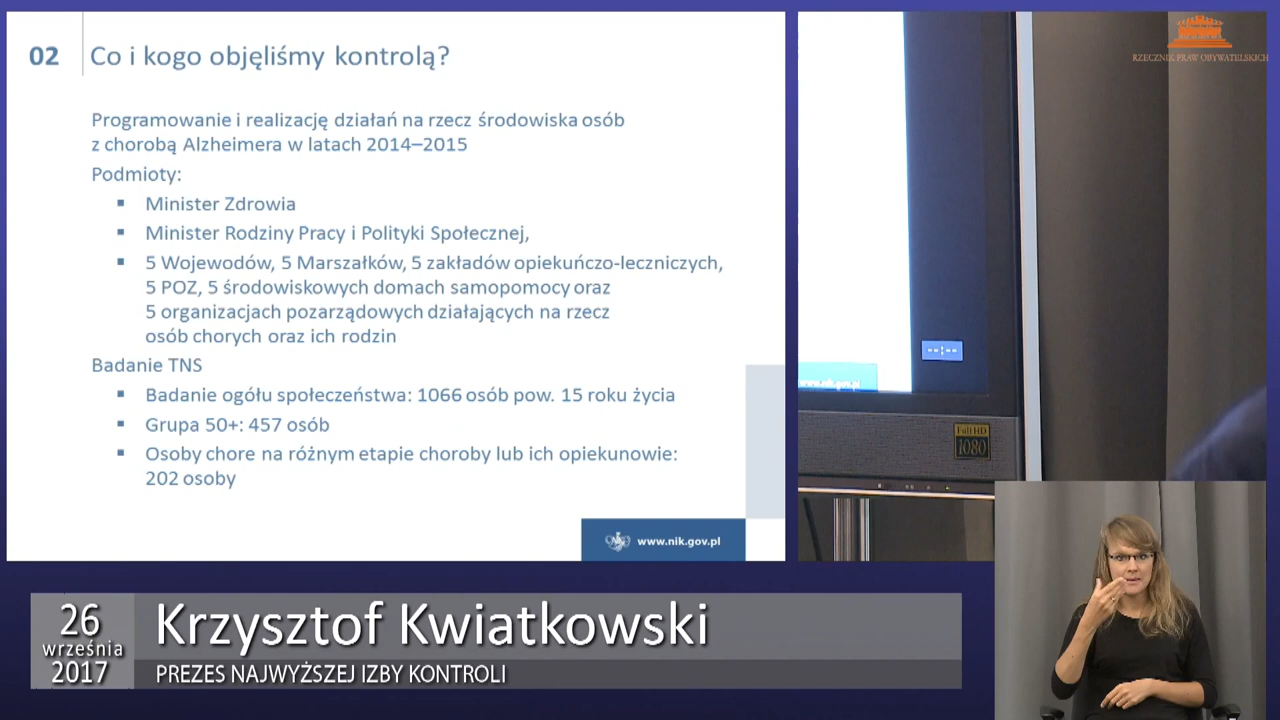 02
Co i kogo objęliśmy kontrolą?
Programowanie i realizację działań na rzecz środowiska osób
z chorobą Alzheimera w latach 2014–2015
Podmioty:
▪ Minister Zdrowia
▪ Minister Rodziny Pracy i Polityki Społecznej,
▪ 5 Wojewodów, 5 Marszałków, 5 zakładów opiekuńczo-leczniczych,
5 POZ, 5 środowiskowych domach samopomocy oraz
5 organizacjach pozarządowych działających na rzecz
osób chorych oraz ich rodzin
Badanie TNS
▪ Badanie ogółu społeczeństwa: 1066 osób pow. 15 roku życia
▪ Grupa 50+: 457 osób
▪ Osoby chore na różnym etapie choroby lub ich opiekunowie:
202 osoby
NIK
www.nik.gov.pl
RZECZNIK PRAW OBYWATELSKICH
--:--
www.nik.gov.pl
Full HD
1080
26
września
2017
Krzysztof Kwiatkowski
PREZES NAJWYŻSZEJ IZBY KONTROLI